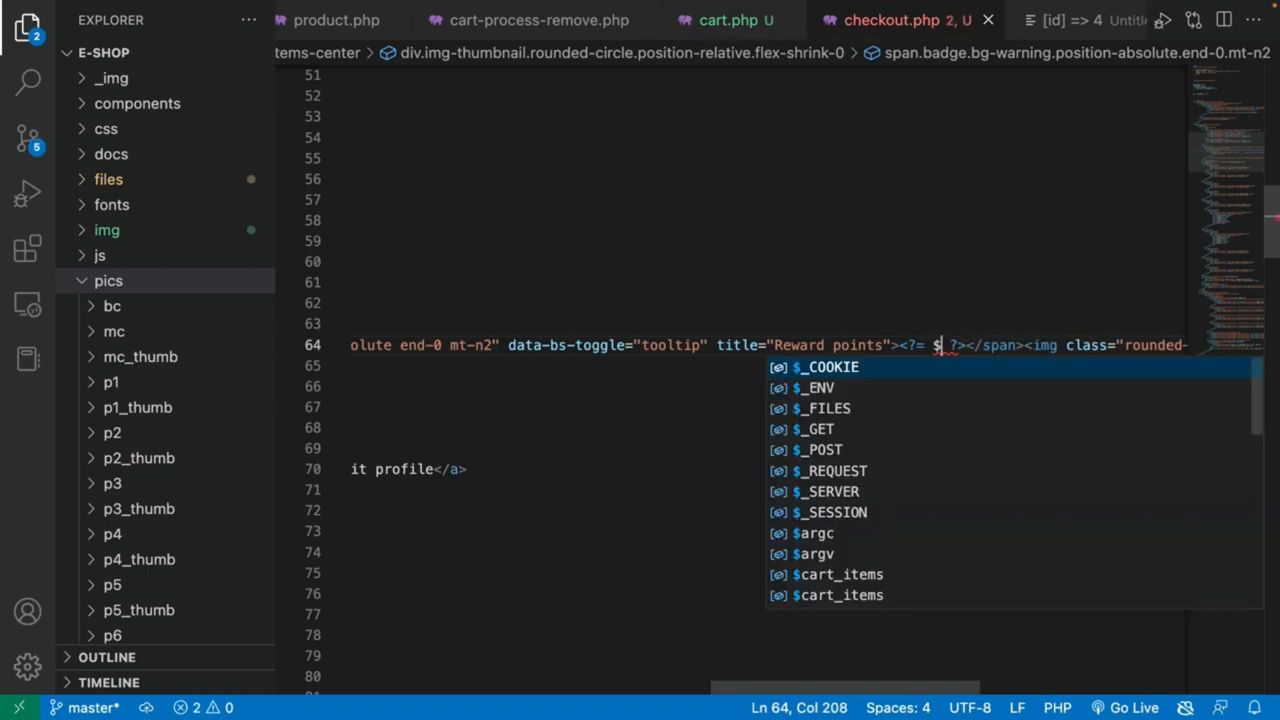 EXPLORER
product.php
cart-process-remove.php
cart.php U
checkout.php 2, U
[id] => 4 Untitl
2
E-SHOP
items-center > div.img-thumbnail.rounded-circle.position-relative.flex-shrink-0 > span.badge.bg-warning.position-absolute.end-0.mt-n2
_img
components
css
docs
files
fonts
img
js
pics
bc
mc
mc_thumb
p1
p1_thumb
p2
p2_thumb
p3
p3_thumb
p4
p4_thumb
p5
p5_thumb
p6
OUTLINE
TIMELINE
5
51
52
53
54
55
56
57
58
59
60
61
62
63
64 olute end-0 mt-n2" data-bs-toggle="tooltip" title="Reward points"><?= $ ?></span><img class="rounded-
65
66
67
68
69
70 it profile</a>
71
72
73
74
75
76
77
78
79
80
$_COOKIE
$_ENV
$_FILES
$_GET
$_POST
$_REQUEST
$_SERVER
$_SESSION
$argc
$argv
$cart_items
$cart_items
master* 2 0 Ln 64, Col 208 Spaces: 4 UTF-8 LF PHP Go Live